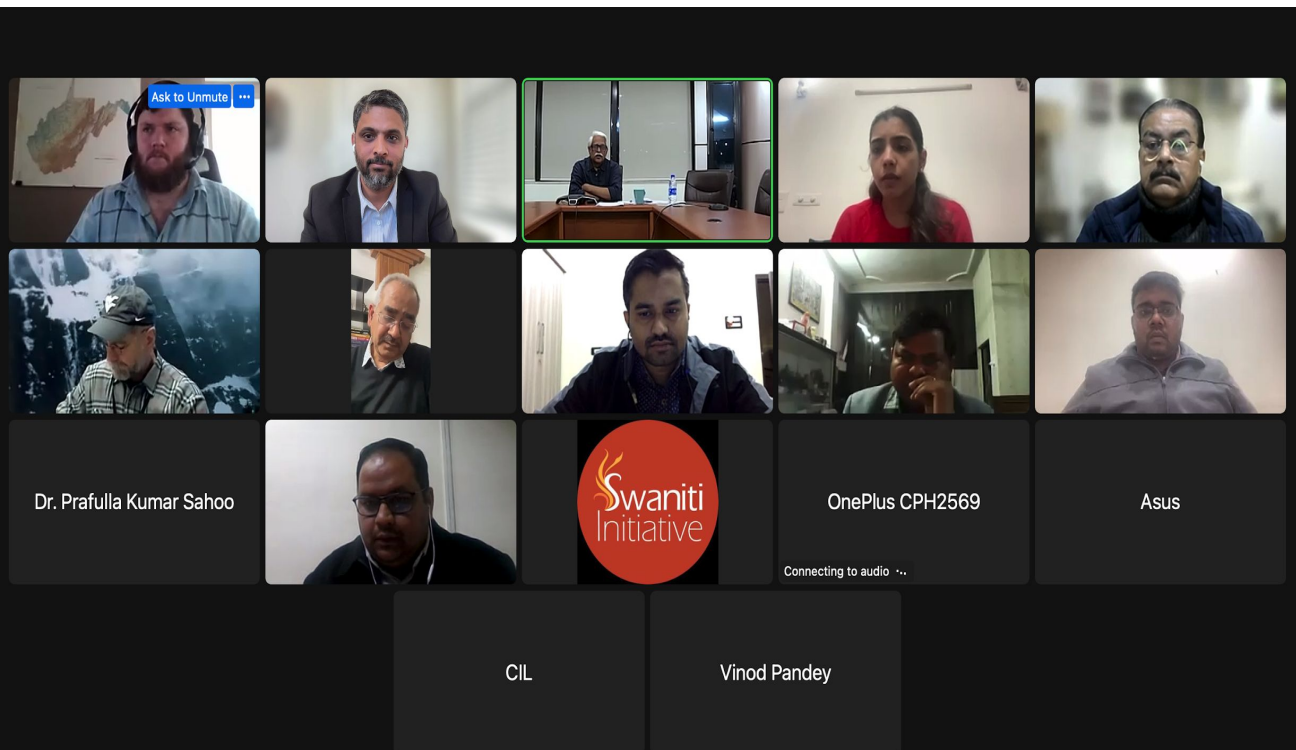 Ask to Unmute
Dr. Prafulla Kumar Sahoo
Swaniti
Initiative
OnePlus CPH2569
Asus
Connecting to audio
CIL
Vinod Pandey